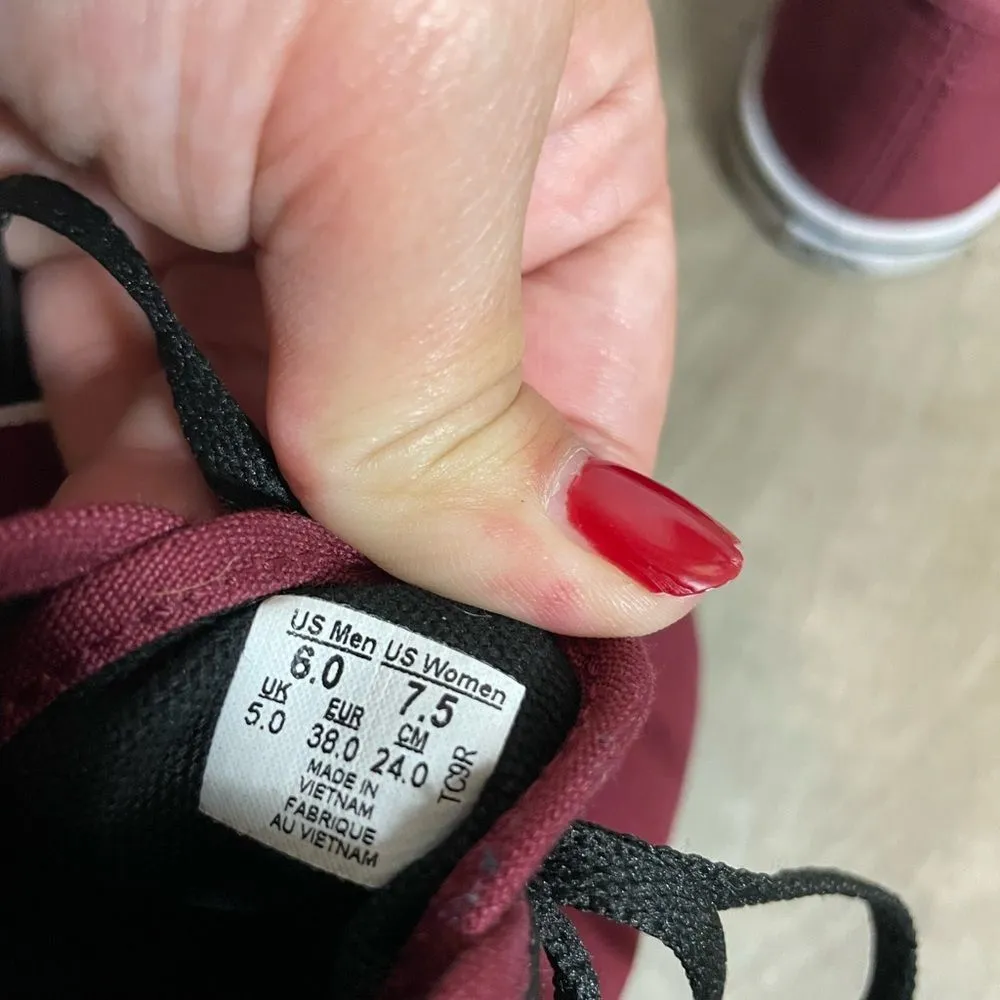 US Men US Women
6.0 7.5
UK EUR CM
5.0 38.0 24.0
MADE IN
VIETNAM
FABRIQUE
AU VIETNAM
TC9R